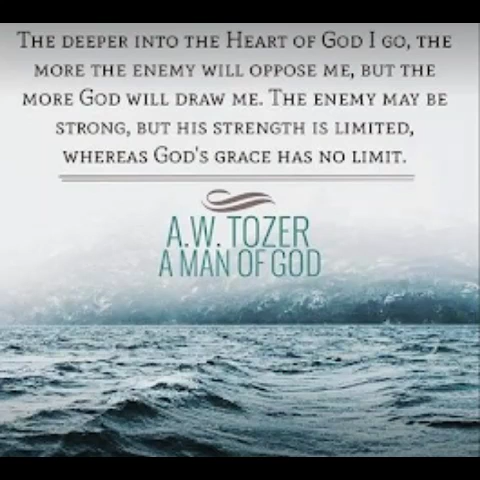 The deeper into the Heart of God I go, the
more the enemy will oppose me, but the
more God will draw me. The enemy may be
strong, but his strength is limited,
whereas God's grace has no limit.
A.W. TOZER
A MAN OF GOD